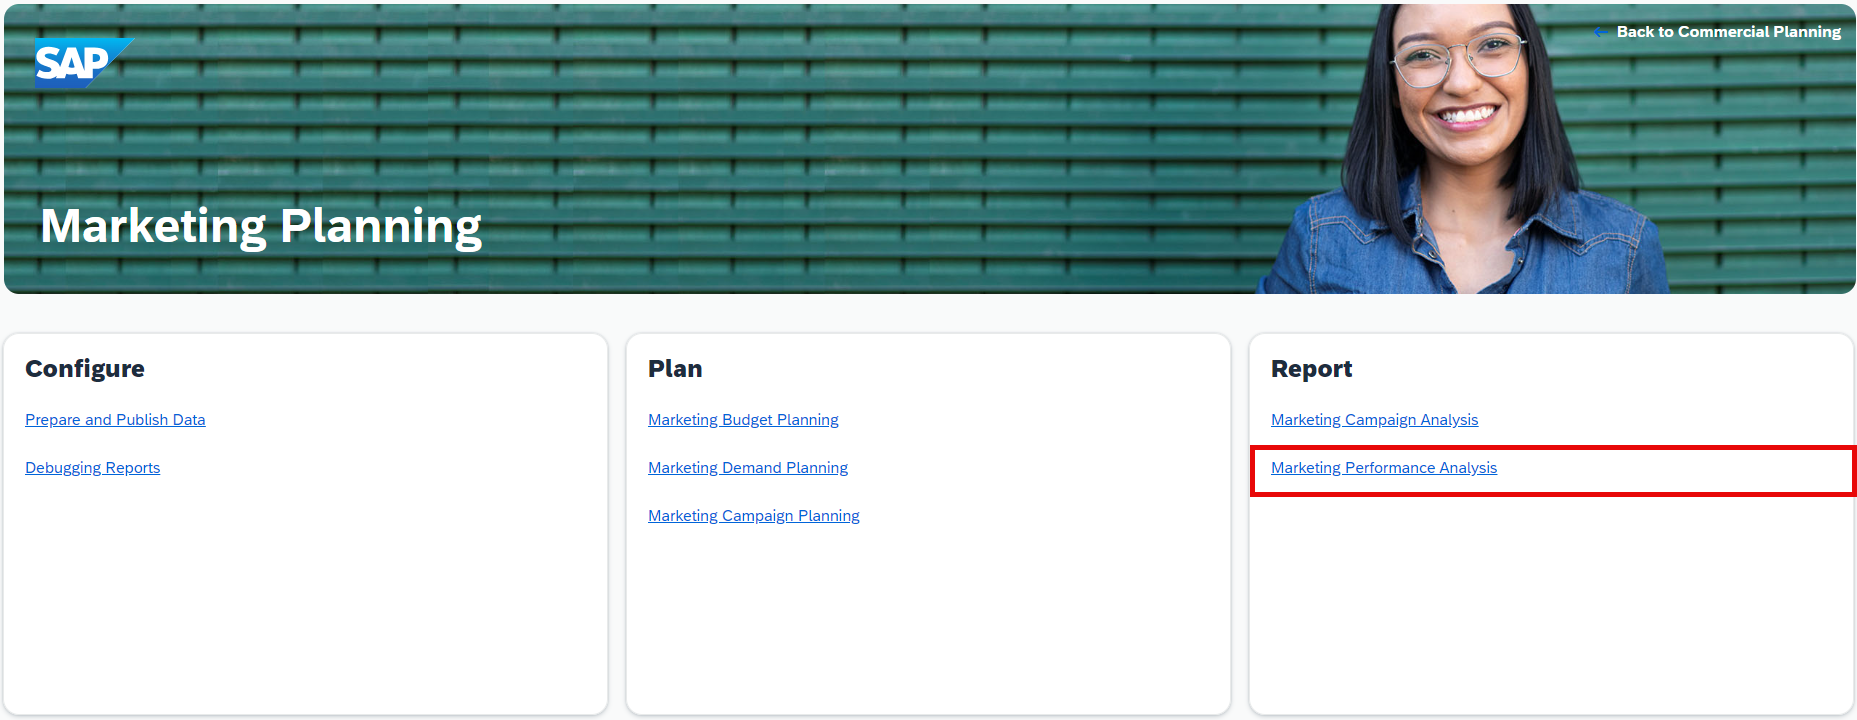 SAP
← Back to Commercial Planning
Marketing Planning
Configure
Prepare and Publish Data
Debugging Reports
Plan
Marketing Budget Planning
Marketing Demand Planning
Marketing Campaign Planning
Report
Marketing Campaign Analysis
Marketing Performance Analysis